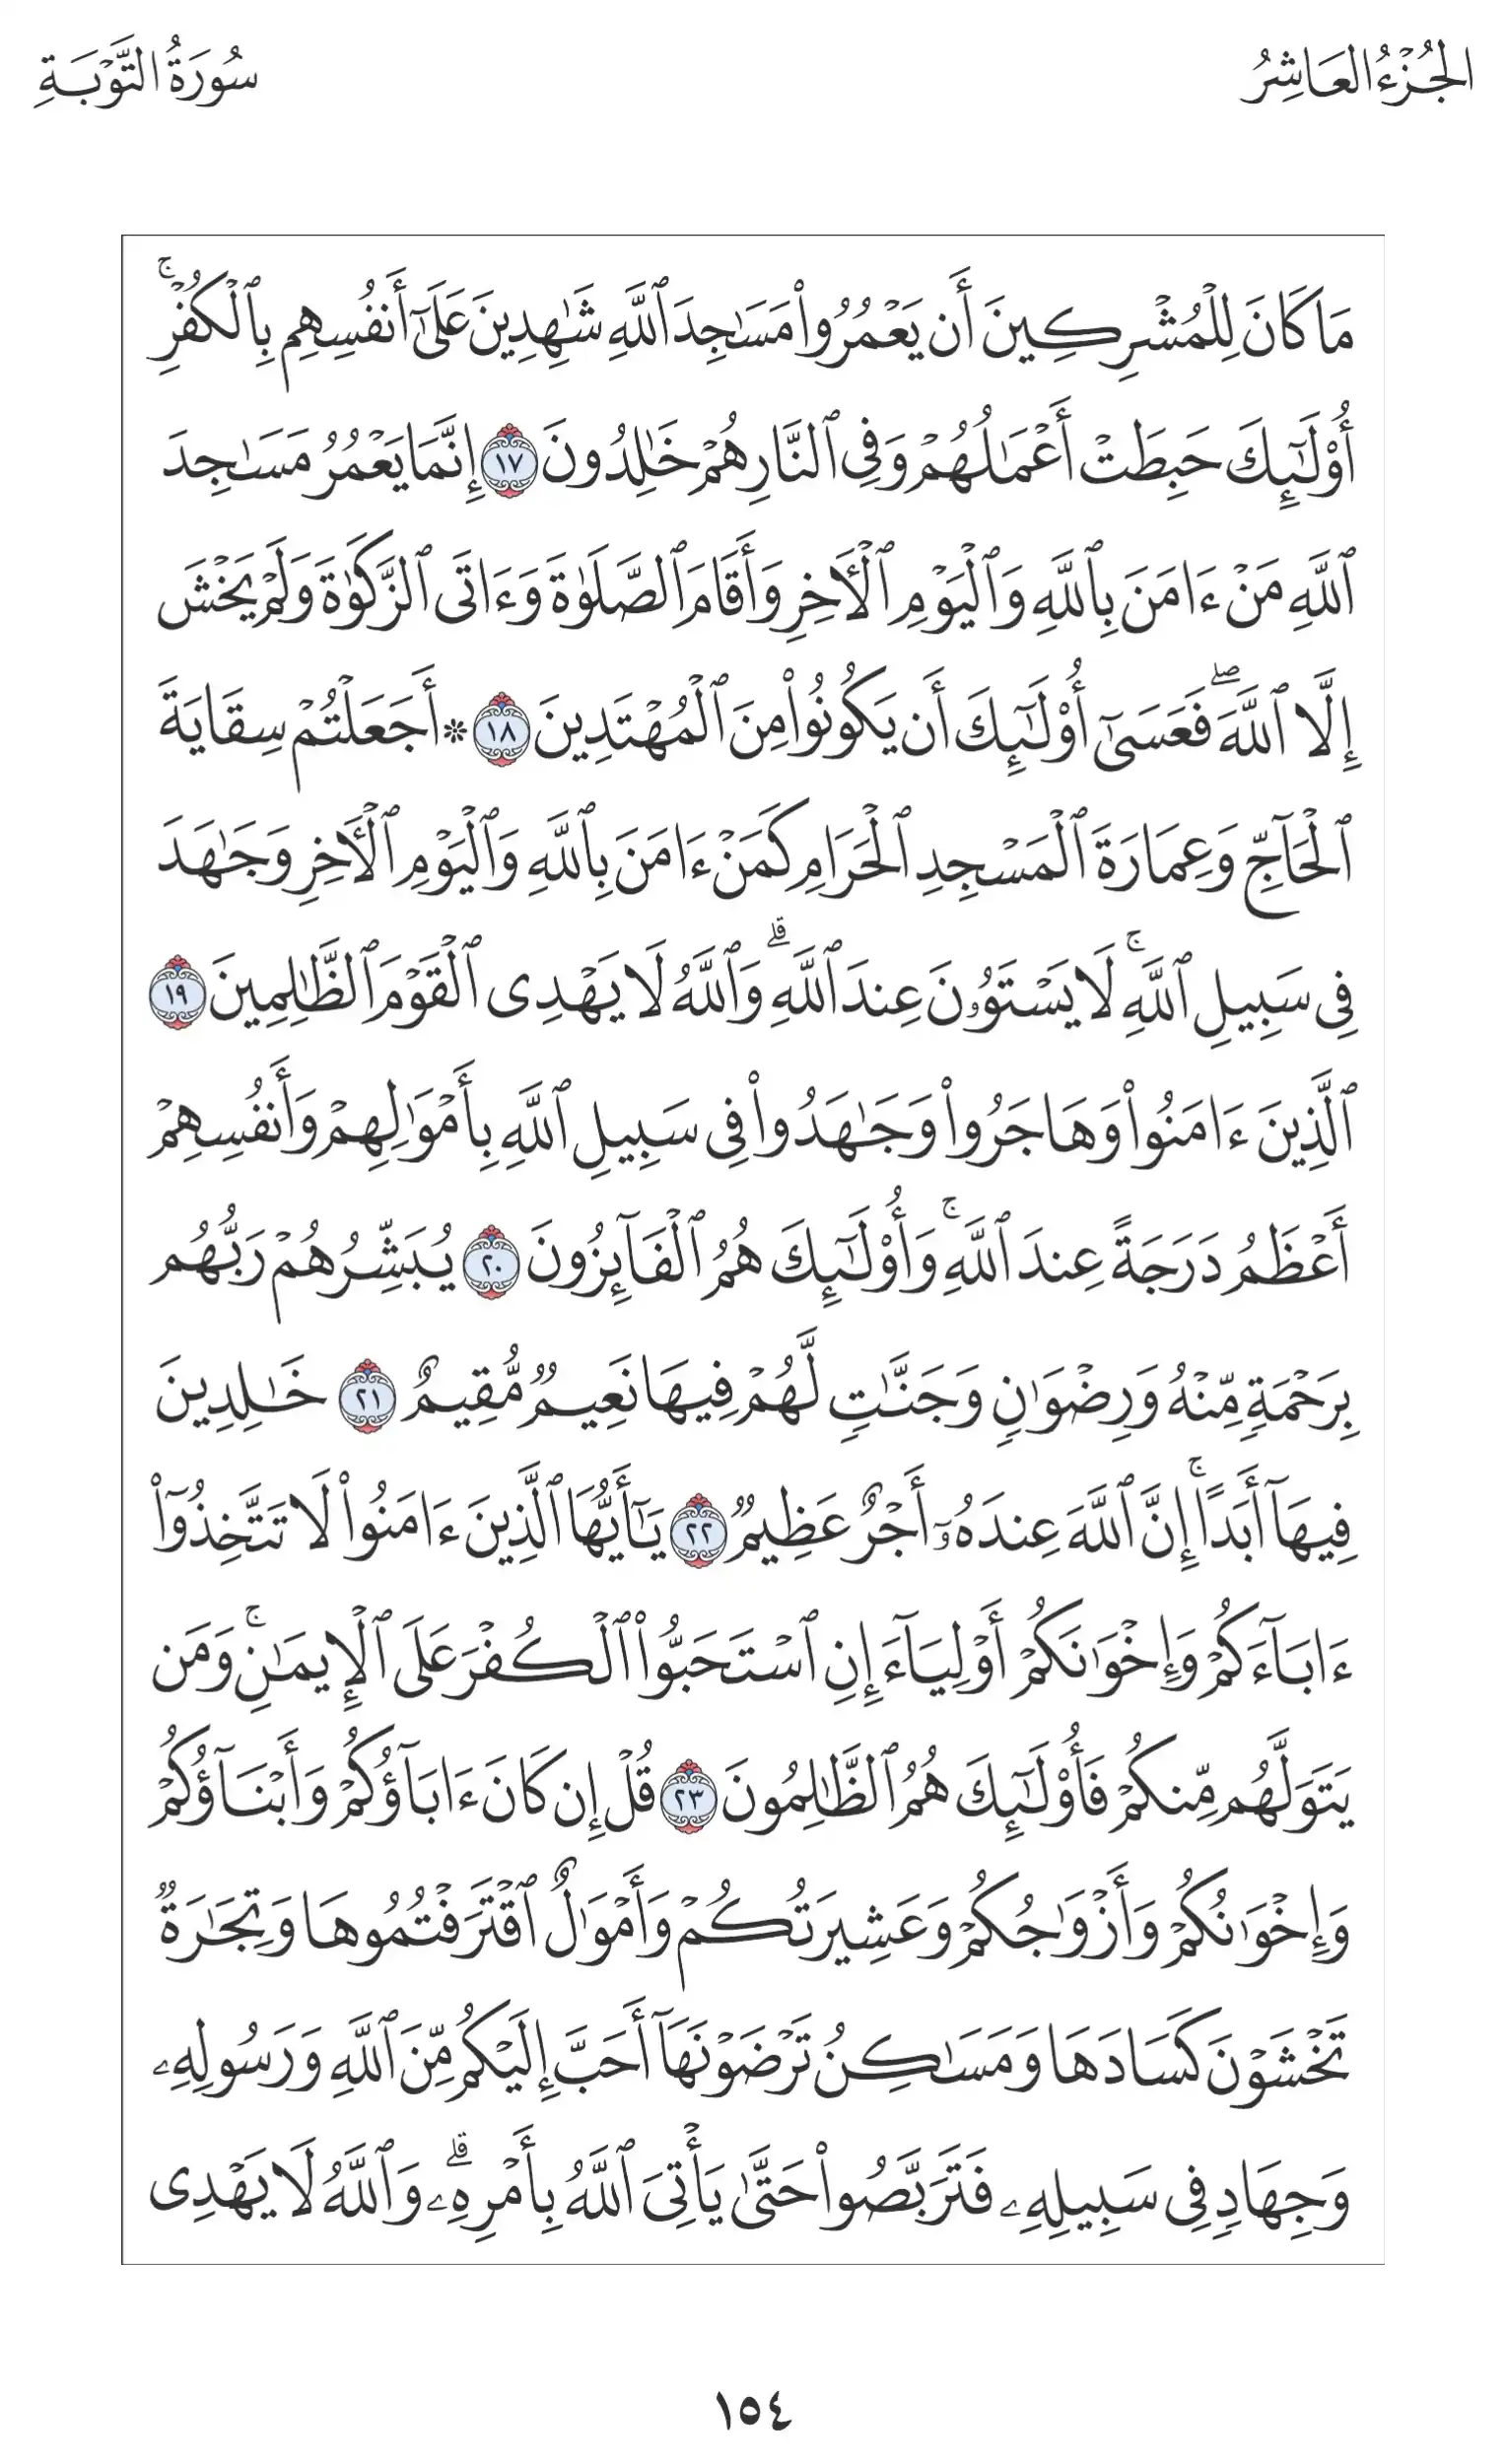 الجُزْءُ العَاشِرُ
سُورَةُ التَّوْبَةِ
مَا كَانَ لِلْمُشْرِكِينَ أَن يَعْمُرُوا۟ مَسَـٰجِدَ ٱللَّهِ شَـٰهِدِينَ عَلَىٰٓ أَنفُسِهِم بِٱلْكُفْرِ ۚ
أُو۟لَـٰٓئِكَ حَبِطَتْ أَعْمَـٰلُهُمْ وَفِى ٱلنَّارِ هُمْ خَـٰلِدُونَ ١٧ إِنَّمَا يَعْمُرُ مَسَـٰجِدَ
ٱللَّهِ مَنْ ءَامَنَ بِٱللَّهِ وَٱلْيَوْمِ ٱلْـَٔاخِرِ وَأَقَامَ ٱلصَّلَوٰةَ وَءَاتَى ٱلزَّكَوٰةَ وَلَمْ يَخْشَ
إِلَّا ٱللَّهَ ۖ فَعَسَىٰٓ أُو۟لَـٰٓئِكَ أَن يَكُونُوا۟ مِنَ ٱلْمُهْتَدِينَ ١٨ * أَجَعَلْتُمْ سِقَايَةَ
ٱلْحَآجِّ وَعِمَارَةَ ٱلْمَسْجِدِ ٱلْحَرَامِ كَمَنْ ءَامَنَ بِٱللَّهِ وَٱلْيَوْمِ ٱلْـَٔاخِرِ وَجَـٰهَدَ
فِى سَبِيلِ ٱللَّهِ ۚ لَا يَسْتَوُۥنَ عِندَ ٱللَّهِ ۗ وَٱللَّهُ لَا يَهْدِى ٱلْقَوْمَ ٱلظَّـٰلِمِينَ ١٩
ٱلَّذِينَ ءَامَنُوا۟ وَهَاجَرُوا۟ وَجَـٰهَدُوا۟ فِى سَبِيلِ ٱللَّهِ بِأَمْوَٰلِهِمْ وَأَنفُسِهِمْ
أَعْظَمُ دَرَجَةً عِندَ ٱللَّهِ ۚ وَأُو۟لَـٰٓئِكَ هُمُ ٱلْفَآئِزُونَ ٢٠ يُبَشِّرُهُمْ رَبُّهُم
بِرَحْمَةٍ مِّنْهُ وَرِضْوَٰنٍ وَجَنَّـٰتٍ لَّهُمْ فِيهَا نَعِيمٌ مُّقِيمٌ ٢١ خَـٰلِدِينَ
فِيهَآ أَبَدًا ۚ إِنَّ ٱللَّهَ عِندَهُۥٓ أَجْرٌ عَظِيمٌ ٢٢ يَـٰٓأَيُّهَا ٱلَّذِينَ ءَامَنُوا۟ لَا تَتَّخِذُوٓا۟
ءَابَآءَكُمْ وَإِخْوَٰنَكُمْ أَوْلِيَآءَ إِنِ ٱسْتَحَبُّوا۟ ٱلْكُفْرَ عَلَى ٱلْإِيمَـٰنِ ۚ وَمَن
يَتَوَلَّهُم مِّنكُمْ فَأُو۟لَـٰٓئِكَ هُمُ ٱلظَّـٰلِمُونَ ٢٣ قُلْ إِن كَانَ ءَابَآؤُكُمْ وَأَبْنَآؤُكُمْ
وَإِخْوَٰنُكُمْ وَأَزْوَٰجُكُمْ وَعَشِيرَتُكُمْ وَأَمْوَٰلٌ ٱقْتَرَفْتُمُوهَا وَتِجَـٰرَةٌ
تَخْشَوْنَ كَسَادَهَا وَمَسَـٰكِنُ تَرْضَوْنَهَآ أَحَبَّ إِلَيْكُم مِّنَ ٱللَّهِ وَرَسُولِهِۦ
وَجِهَادٍ فِى سَبِيلِهِۦ فَتَرَبَّصُوا۟ حَتَّىٰ يَأْتِىَ ٱللَّهُ بِأَمْرِهِۦ ۗ وَٱللَّهُ لَا يَهْدِى
١٥٤